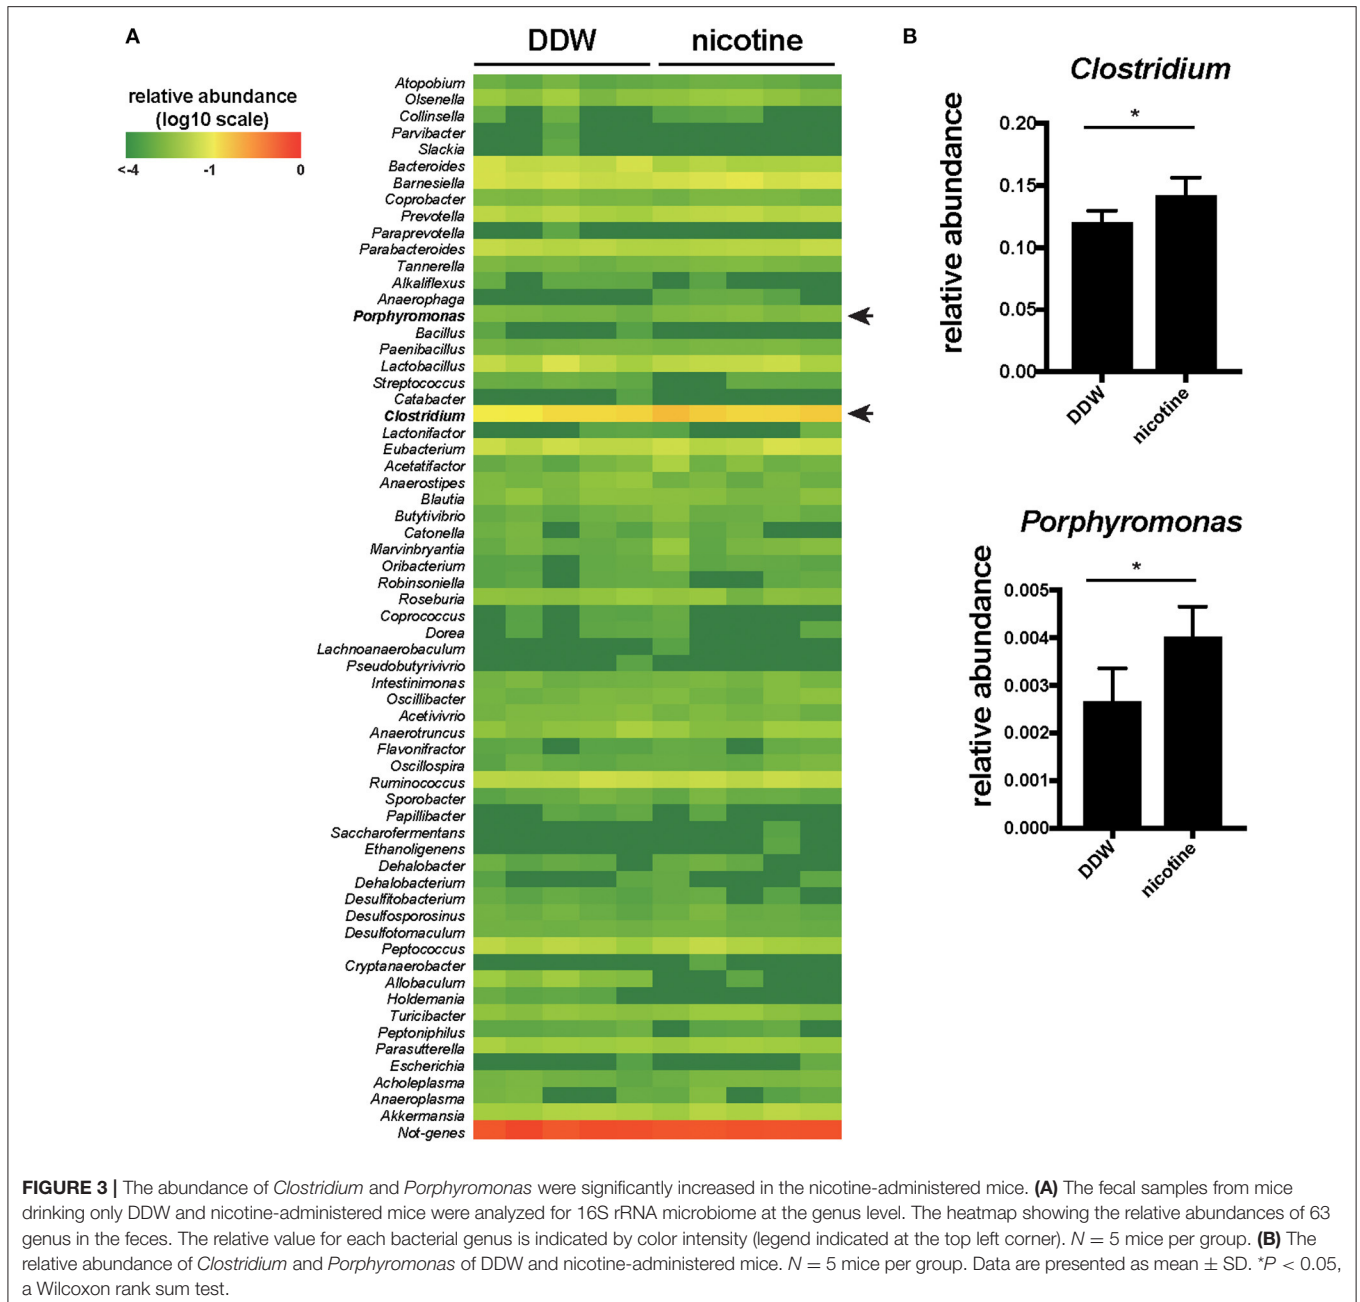 A
DDW
nicotine
relative abundance
(log10 scale)
<-4
-1
0
Atopobium
Olsenella
Collinsella
Parvibacter
Slackia
Bacteroides
Barnesiella
Coprobacter
Prevotella
Paraprevotella
Parabacteroides
Tannerella
Alkaliflexus
Anaerophaga
Porphyromonas
Bacillus
Paenibacillus
Lactobacillus
Streptococcus
Catabacter
Clostridium
Lactonifactor
Eubacterium
Acetatifactor
Anaerostipes
Blautia
Butytivibrio
Catonella
Marvinbryantia
Oribacterium
Robinsoniella
Roseburia
Coprococcus
Dorea
Lachnoanaerobaculum
Pseudobutyrivivrio
Intestinimonas
Oscillibacter
Acetivivrio
Anaerotruncus
Flavonifractor
Oscillospira
Ruminococcus
Sporobacter
Papillibacter
Saccharofermentans
Ethanoligenens
Dehalobacter
Dehalobacterium
Desulfitobacterium
Desulfosporosinus
Desulfotomaculum
Peptococcus
Cryptanaerobacter
Allobaculum
Holdemania
Turicibacter
Peptoniphilus
Parasutterella
Escherichia
Acholeplasma
Anaeroplasma
Akkermansia
Not-genes
B
Clostridium
relative abundance
0.20
0.15
0.10
0.05
0.00
*
DDW
nicotine
Porphyromonas
relative abundance
0.005
0.004
0.003
0.002
0.001
0.000
*
DDW
nicotine
FIGURE 3 | The abundance of Clostridium and Porphyromonas were significantly increased in the nicotine-administered mice. (A) The fecal samples from mice
drinking only DDW and nicotine-administered mice were analyzed for 16S rRNA microbiome at the genus level. The heatmap showing the relative abundances of 63
genus in the feces. The relative value for each bacterial genus is indicated by color intensity (legend indicated at the top left corner). N = 5 mice per group. (B) The
relative abundance of Clostridium and Porphyromonas of DDW and nicotine-administered mice. N = 5 mice per group. Data are presented as mean ± SD. *P < 0.05,
a Wilcoxon rank sum test.